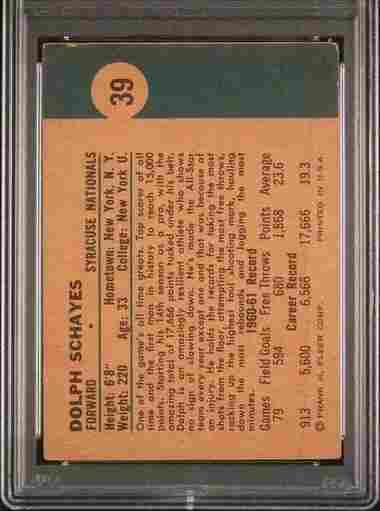 39
DOLPH SCHAYES
FORWARD • SYRACUSE NATIONALS
Height: 6'8" Hometown: New York, N. Y.
Weight: 220 Age: 33 College: New York U.
One of the game's all time greats. Top scorer of all
time and the first man in history to reach 15,000
points. Starting his 14th season as a pro, with the
amazing total of 17,666 points tucked under his belt.
Dolph is an amazingly resilient athlete who shows
no sign of slowing down. He's made the All-Star
team every year except one and that was because of
an injury. He holds the record for taking the most
shots from the floor, attempting the most free throws,
racking up the highest foul shooting mark, hauling
down the most rebounds and logging the most
minutes.
1960-61 Record
Games Field Goals Free Throws Points Average
79 594 680 1,868 23.6
Career Record
913 5,600 6,566 17,666 19.3
© FRANK H. FLEER CORP. PRINTED IN U.S.A.